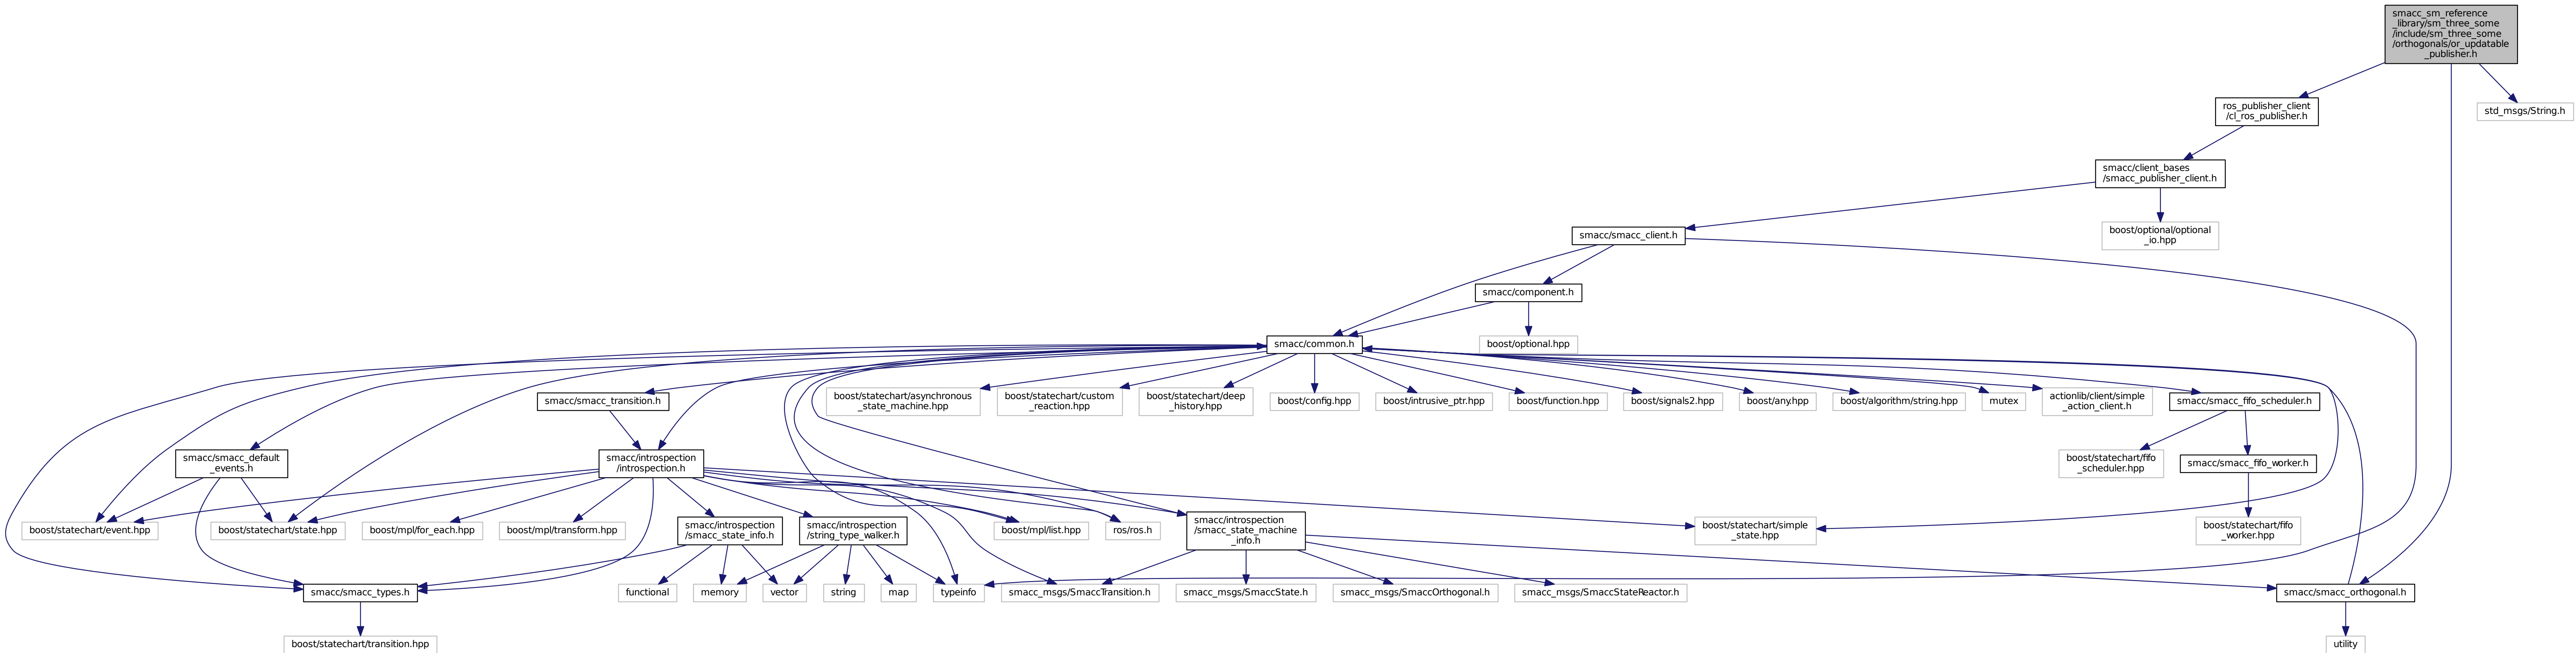 smacc_sm_reference
_library/sm_three_some
/include/sm_three_some
/orthogonals/or_updatable
_publisher.h
ros_publisher_client
/cl_ros_publisher.h
std_msgs/String.h
smacc/client_bases
/smacc_publisher_client.h
smacc/smacc_client.h
boost/optional/optional
_io.hpp
smacc/component.h
smacc/common.h
boost/optional.hpp
smacc/smacc_transition.h
boost/statechart/asynchronous
_state_machine.hpp
boost/statechart/custom
_reaction.hpp
boost/statechart/deep
_history.hpp
boost/config.hpp
boost/intrusive_ptr.hpp
boost/function.hpp
boost/signals2.hpp
boost/any.hpp
boost/algorithm/string.hpp
mutex
actionlib/client/simple
_action_client.h
smacc/smacc_fifo_scheduler.h
smacc/smacc_default
_events.h
smacc/introspection
/introspection.h
boost/statechart/fifo
_scheduler.hpp
smacc/smacc_fifo_worker.h
boost/statechart/event.hpp
boost/statechart/state.hpp
boost/mpl/for_each.hpp
boost/mpl/transform.hpp
smacc/introspection
/smacc_state_info.h
smacc/introspection
/string_type_walker.h
boost/mpl/list.hpp
ros/ros.h
smacc/introspection
/smacc_state_machine
_info.h
boost/statechart/simple
_state.hpp
boost/statechart/fifo
_worker.hpp
smacc/smacc_types.h
functional
memory
vector
string
map
typeinfo
smacc_msgs/SmaccTransition.h
smacc_msgs/SmaccState.h
smacc_msgs/SmaccOrthogonal.h
smacc_msgs/SmaccStateReactor.h
smacc/smacc_orthogonal.h
boost/statechart/transition.hpp
utility